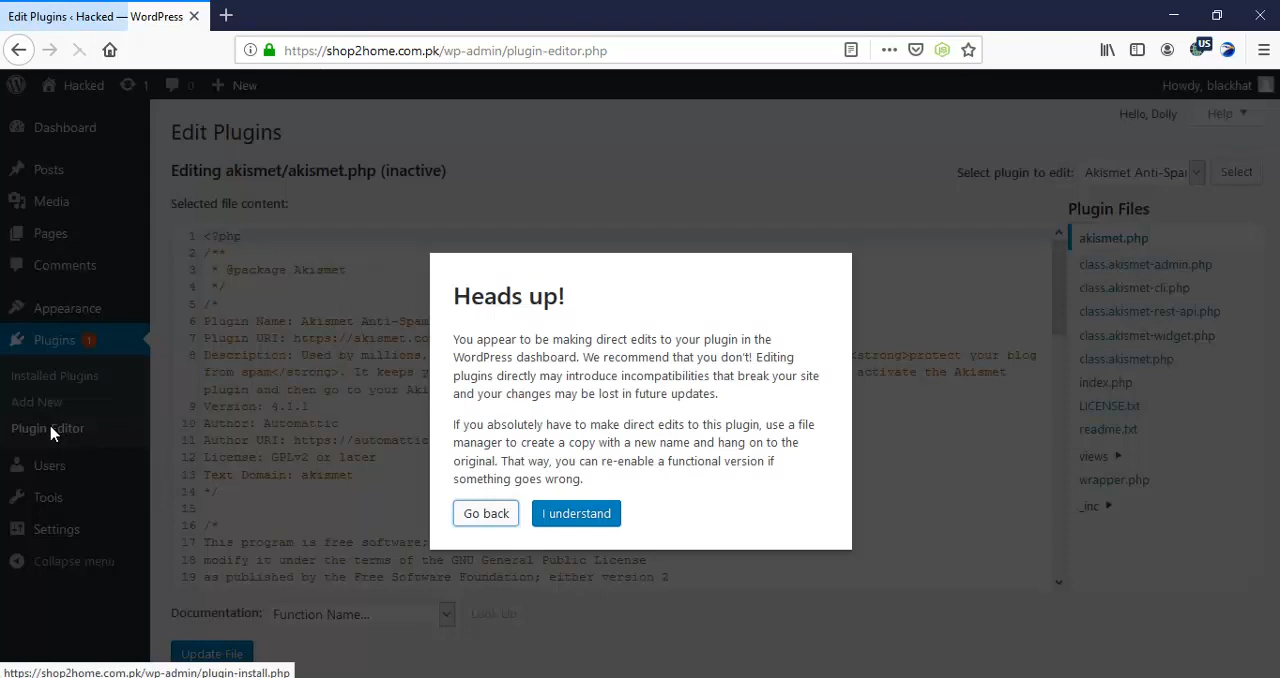 Edit Plugins ‹ Hacked — WordPress
https://shop2home.com.pk/wp-admin/plugin-editor.php
US
Hacked 1 0 New
Howdy, blackhat
Dashboard
Posts
Media
Pages
Comments
Appearance
Plugins 1
Installed Plugins
Add New
Plugin Editor
Users
Tools
Settings
Collapse menu
Hello, Dolly
Help
Edit Plugins
Editing akismet/akismet.php (inactive)
Select plugin to edit: Akismet Anti-Spa Select
Selected file content:
1 <?php
2 /**
3 * @package Akismet
4 */
5 /*
6 Plugin Name: Akismet Anti-Spam
7 Plugin URI: https://akismet.co
8 Description: Used by millions, <strong>protect your blog
from spam</strong>. It keeps y activate the Akismet
plugin and then go to your Aki
9 Version: 4.1.1
10 Author: Automattic
11 Author URI: https://automattic
12 License: GPLv2 or later
13 Text Domain: akismet
14 */
15
16 /*
17 This program is free software;
18 modify it under the terms of the GNU General Public License
19 as published by the Free Software Foundation; either version 2
Heads up!
You appear to be making direct edits to your plugin in the
WordPress dashboard. We recommend that you don't! Editing
plugins directly may introduce incompatibilities that break your site
and your changes may be lost in future updates.
If you absolutely have to make direct edits to this plugin, use a file
manager to create a copy with a new name and hang on to the
original. That way, you can re-enable a functional version if
something goes wrong.
Go back I understand
Plugin Files
akismet.php
class.akismet-admin.php
class.akismet-cli.php
class.akismet-rest-api.php
class.akismet-widget.php
class.akismet.php
index.php
LICENSE.txt
readme.txt
views
wrapper.php
_inc
Documentation: Function Name... Look Up
Update File
https://shop2home.com.pk/wp-admin/plugin-install.php